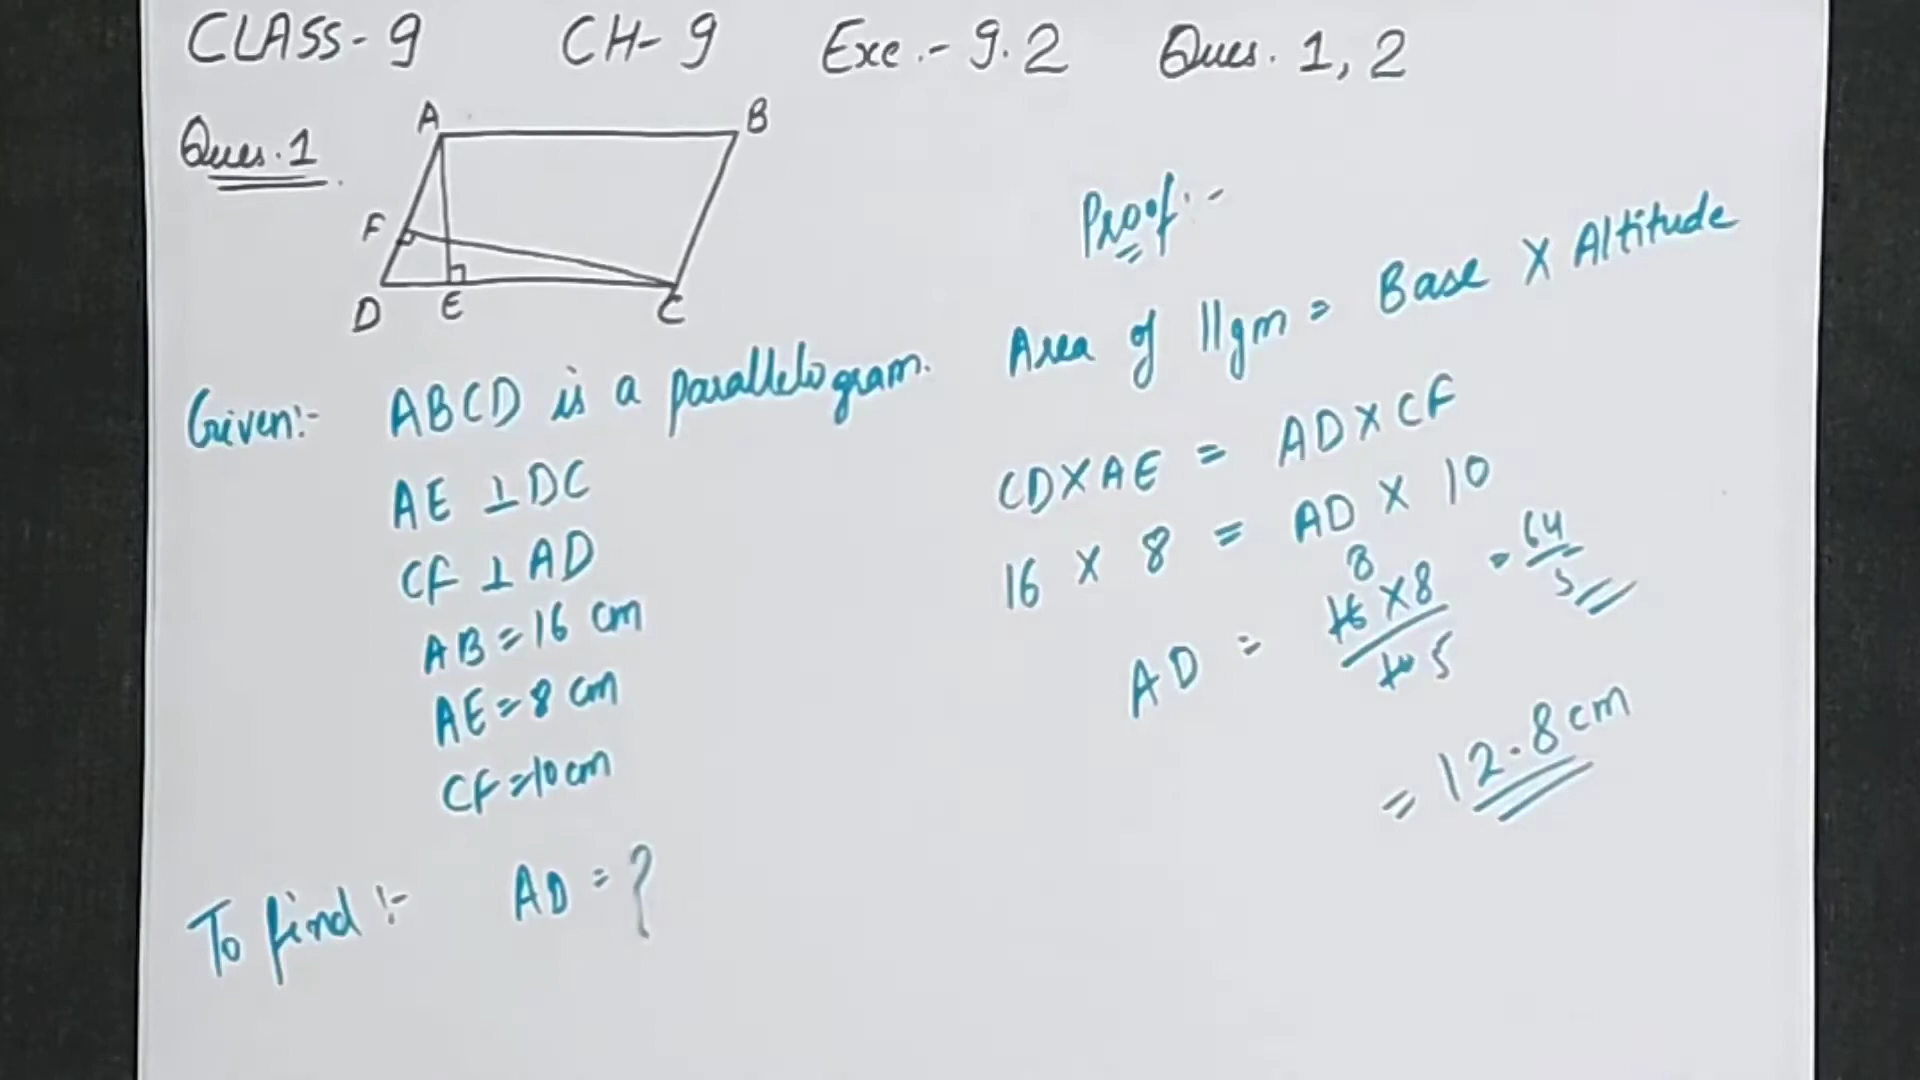 CLASS-9 CH-9 Exe.-9.2 Ques. 1, 2
Ques. 1
A B
F
D E C
Given:- ABCD is a parallelogram.
AE ⊥ DC
CF ⊥ AD
AB = 16 cm
AE = 8 cm
CF = 10 cm
To find:- AD = ?
Proof:-
Area of ||gm = Base X Altitude
CD X AE = AD X CF
16 X 8 = AD X 10
8
AD = 16 X 8 / 10 5 = 64 / 5
= 12.8 cm